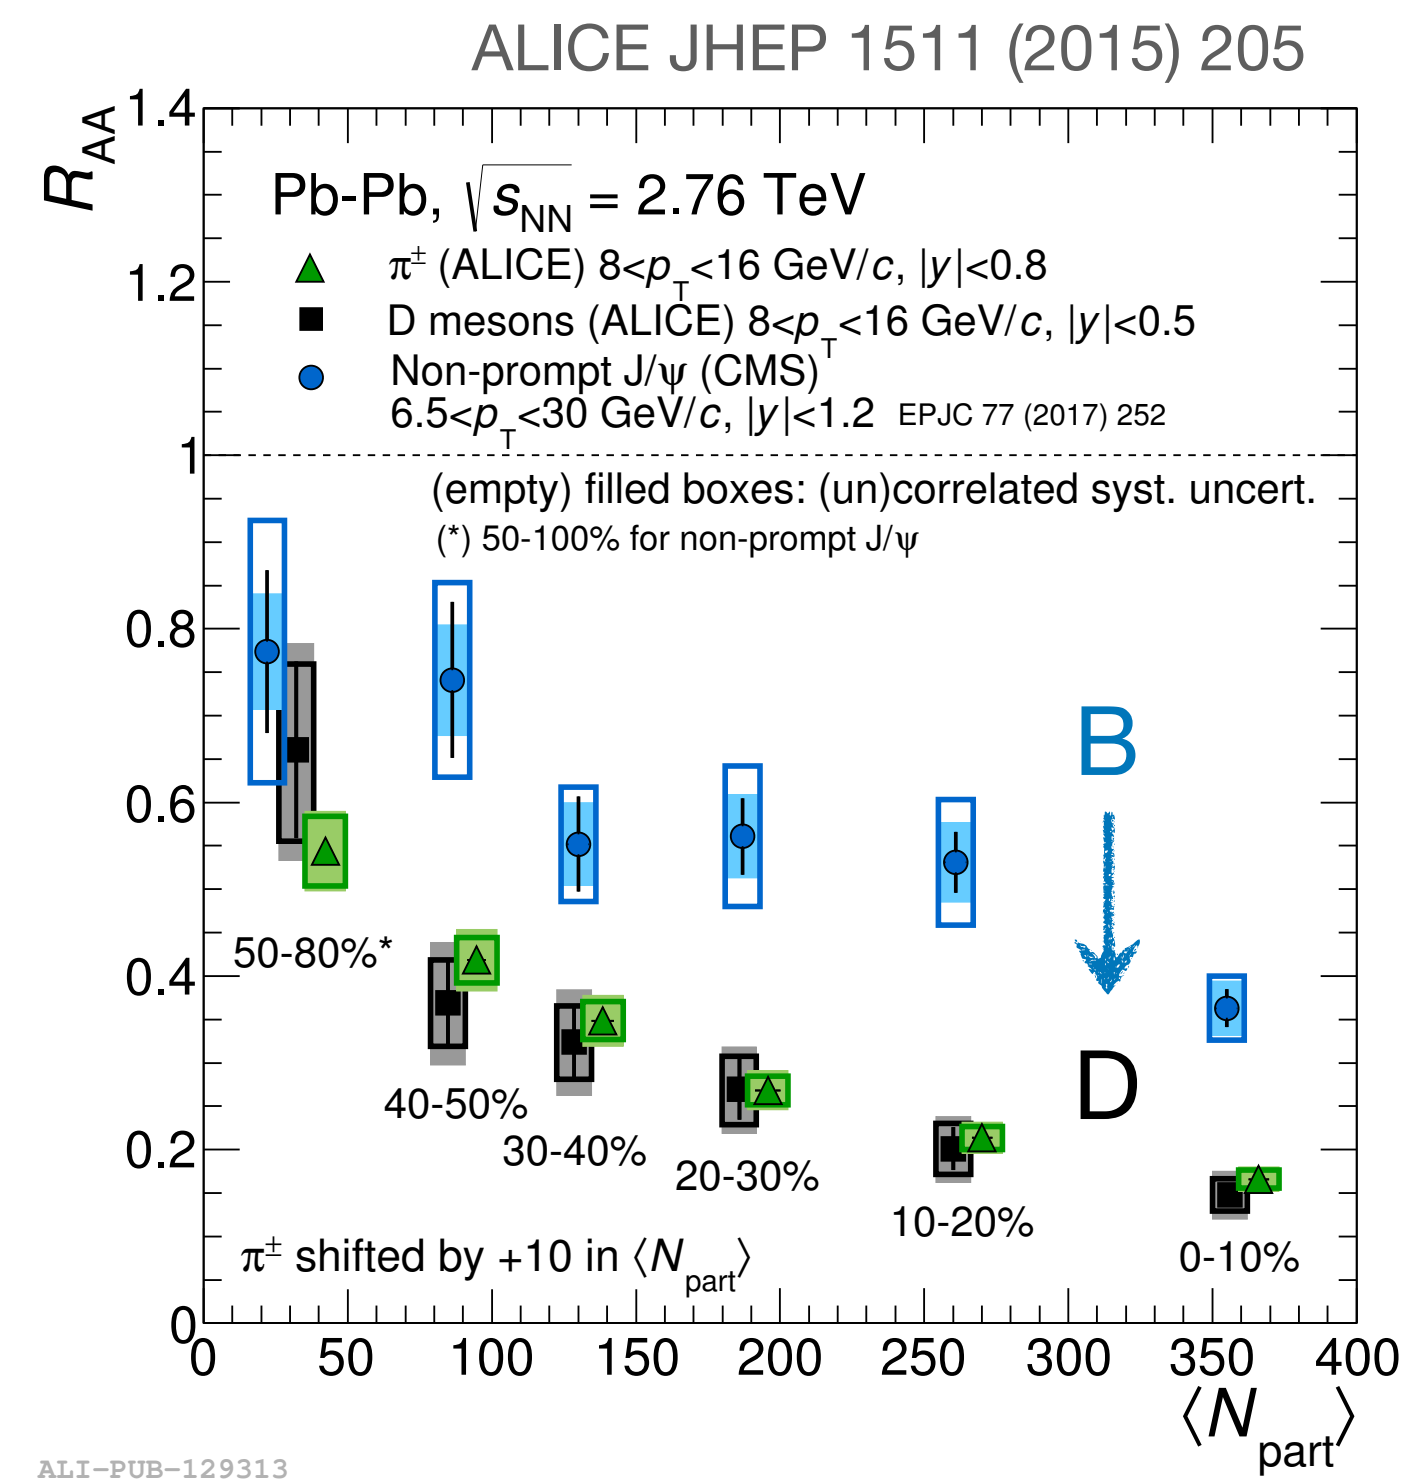 ALICE JHEP 1511 (2015) 205
R_AA
1.4
1.2
1
0.8
0.6
0.4
0.2
0
Pb-Pb, √s_NN = 2.76 TeV
π± (ALICE) 8<p_T<16 GeV/c, |y|<0.8
D mesons (ALICE) 8<p_T<16 GeV/c, |y|<0.5
Non-prompt J/ψ (CMS)
6.5<p_T<30 GeV/c, |y|<1.2 EPJC 77 (2017) 252
(empty) filled boxes: (un)correlated syst. uncert.
(*) 50-100% for non-prompt J/ψ
B
D
50-80%*
40-50%
30-40%
20-30%
10-20%
0-10%
π± shifted by +10 in ⟨N_part⟩
0 50 100 150 200 250 300 350 400
⟨N_part⟩
ALI-PUB-129313